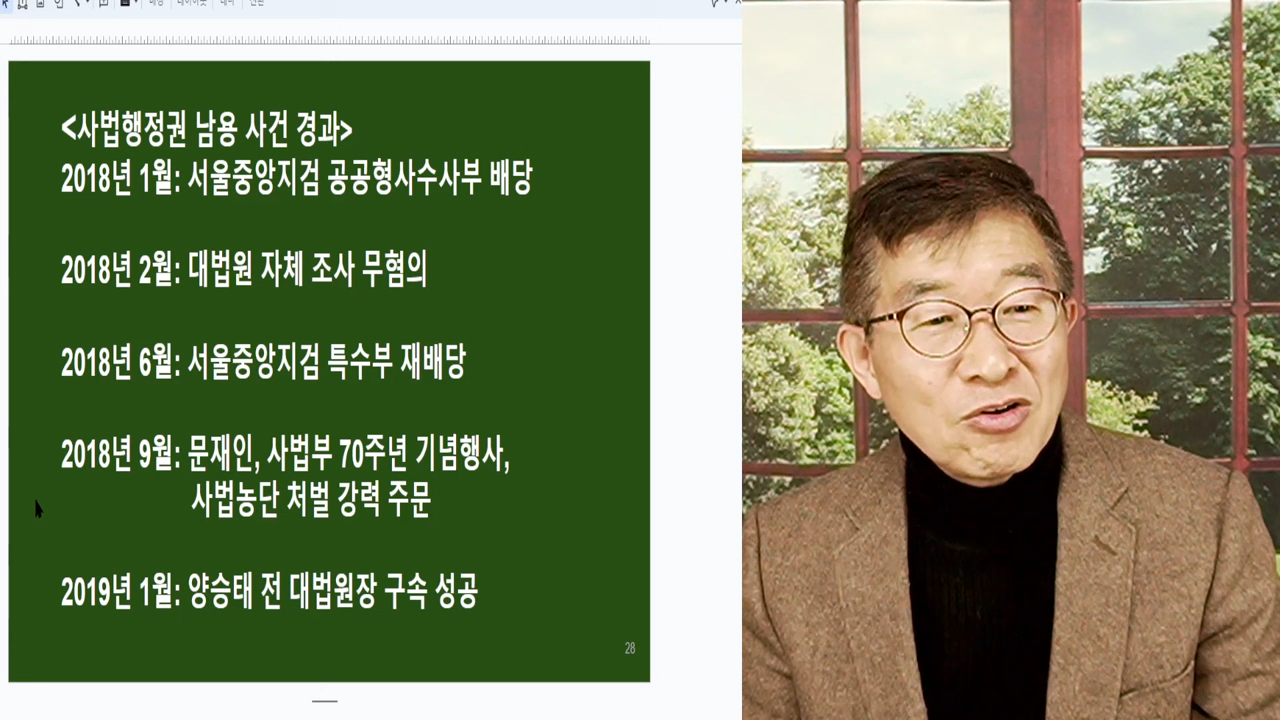 <사법행정권 남용 사건 경과>
2018년 1월: 서울중앙지검 공공형사수사부 배당
2018년 2월: 대법원 자체 조사 무혐의
2018년 6월: 서울중앙지검 특수부 재배당
2018년 9월: 문재인, 사법부 70주년 기념행사,
사법농단 처벌 강력 주문
2019년 1월: 양승태 전 대법원장 구속 성공
28